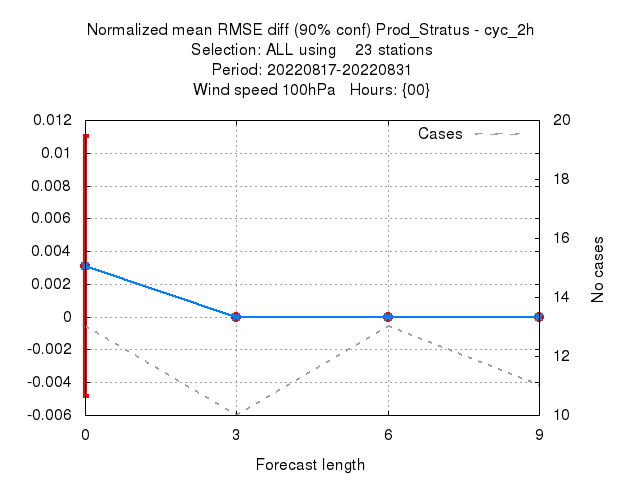 Normalized mean RMSE diff (90% conf) Prod_Stratus - cyc_2h
Selection: ALL using    23 stations
Period: 20220817-20220831
Wind speed 100hPa   Hours: {00}
Cases
0.012
0.01
0.008
0.006
0.004
0.002
0
-0.002
-0.004
-0.006
20
18
16
14
12
10
No cases
0 3 6 9
Forecast length